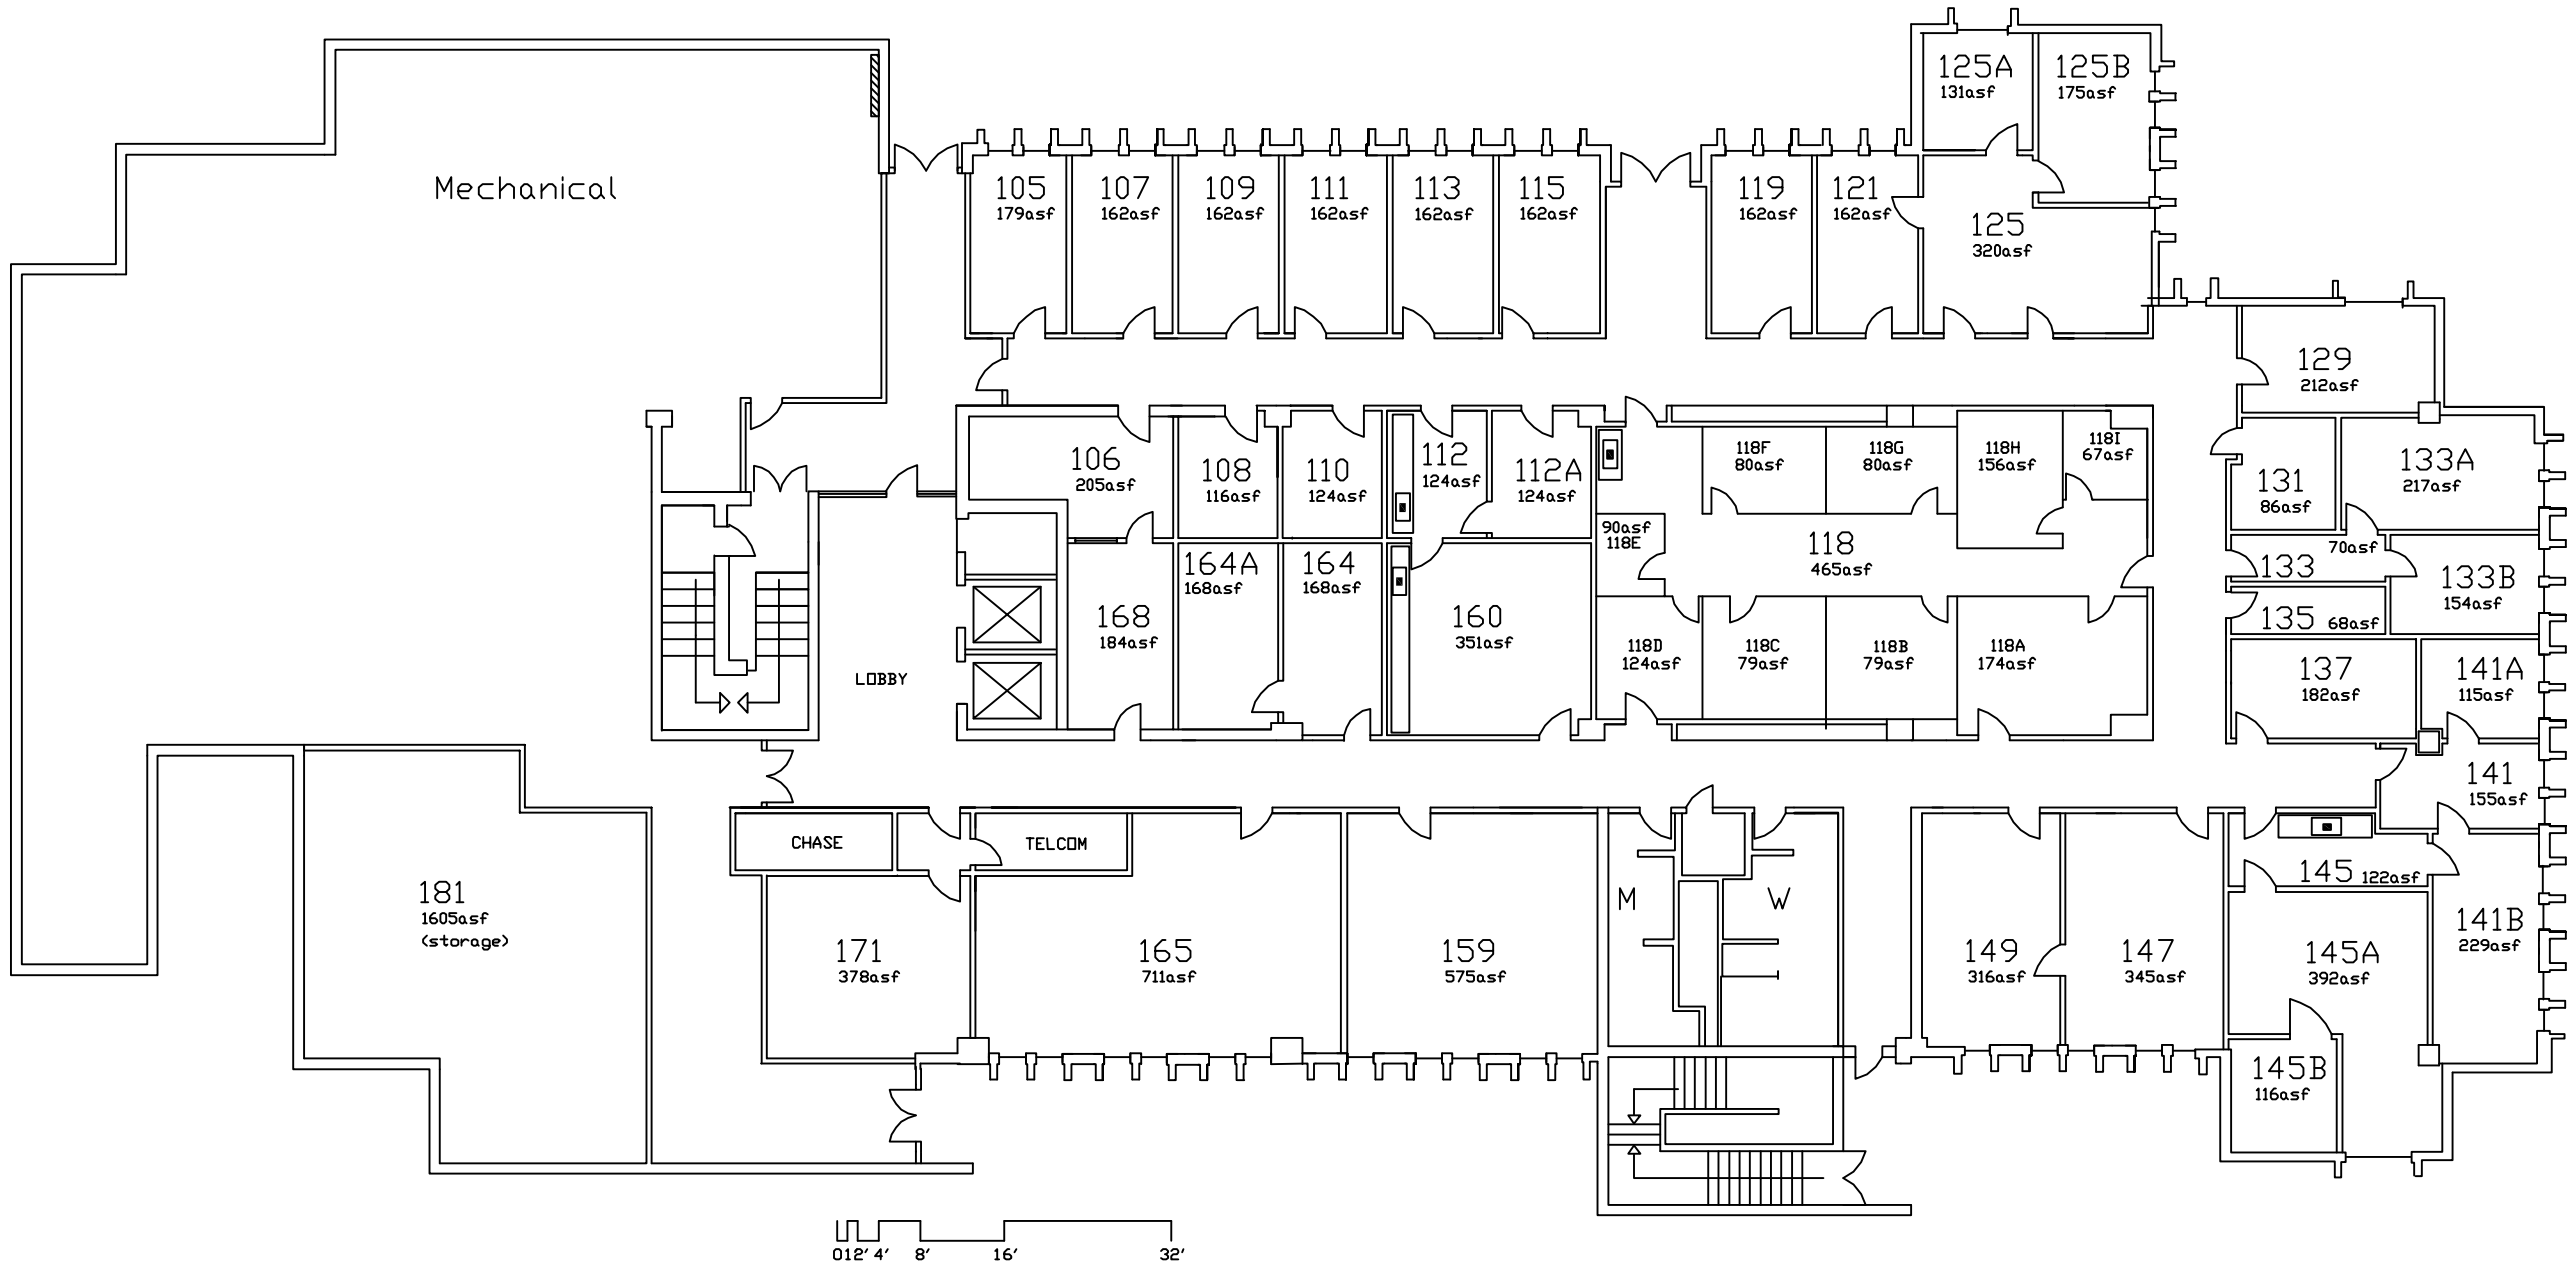 125A
131asf
125B
175asf
Mechanical
105
179asf
107
162asf
109
162asf
111
162asf
113
162asf
115
162asf
119
162asf
121
162asf
125
320asf
129
212asf
106
205asf
108
116asf
110
124asf
112
124asf
112A
124asf
118F
80asf
118G
80asf
118H
156asf
118I
67asf
131
86asf
133A
217asf
90asf
118E
118
465asf
70asf
133
133B
154asf
135 68asf
164A
168asf
164
168asf
168
184asf
160
351asf
118D
124asf
118C
79asf
118B
79asf
118A
174asf
137
182asf
141A
115asf
LOBBY
141
155asf
CHASE
TELCOM
145 122asf
181
1605asf
(storage)
M
W
171
378asf
165
711asf
159
575asf
149
316asf
147
345asf
145A
392asf
141B
229asf
145B
116asf
012' 4' 8' 16' 32'